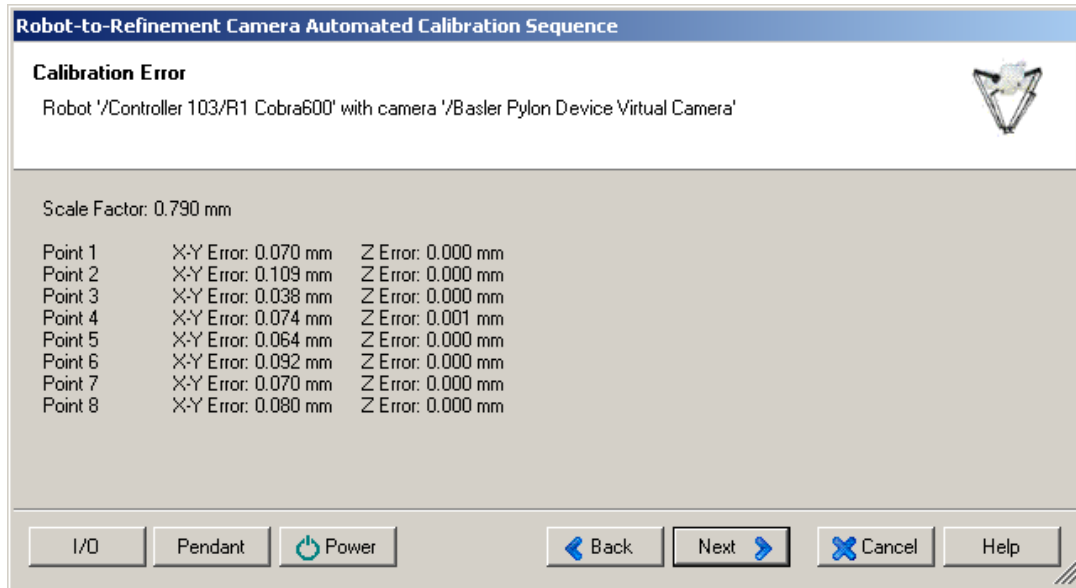 Robot-to-Refinement Camera Automated Calibration Sequence
Calibration Error
Robot '/Controller 103/R1 Cobra600' with camera '/Basler Pylon Device Virtual Camera'
Scale Factor: 0.790 mm
Point 1 X-Y Error: 0.070 mm Z Error: 0.000 mm
Point 2 X-Y Error: 0.109 mm Z Error: 0.000 mm
Point 3 X-Y Error: 0.038 mm Z Error: 0.000 mm
Point 4 X-Y Error: 0.074 mm Z Error: 0.001 mm
Point 5 X-Y Error: 0.064 mm Z Error: 0.000 mm
Point 6 X-Y Error: 0.092 mm Z Error: 0.000 mm
Point 7 X-Y Error: 0.070 mm Z Error: 0.000 mm
Point 8 X-Y Error: 0.080 mm Z Error: 0.000 mm
I/O Pendant Power Back Next Cancel Help